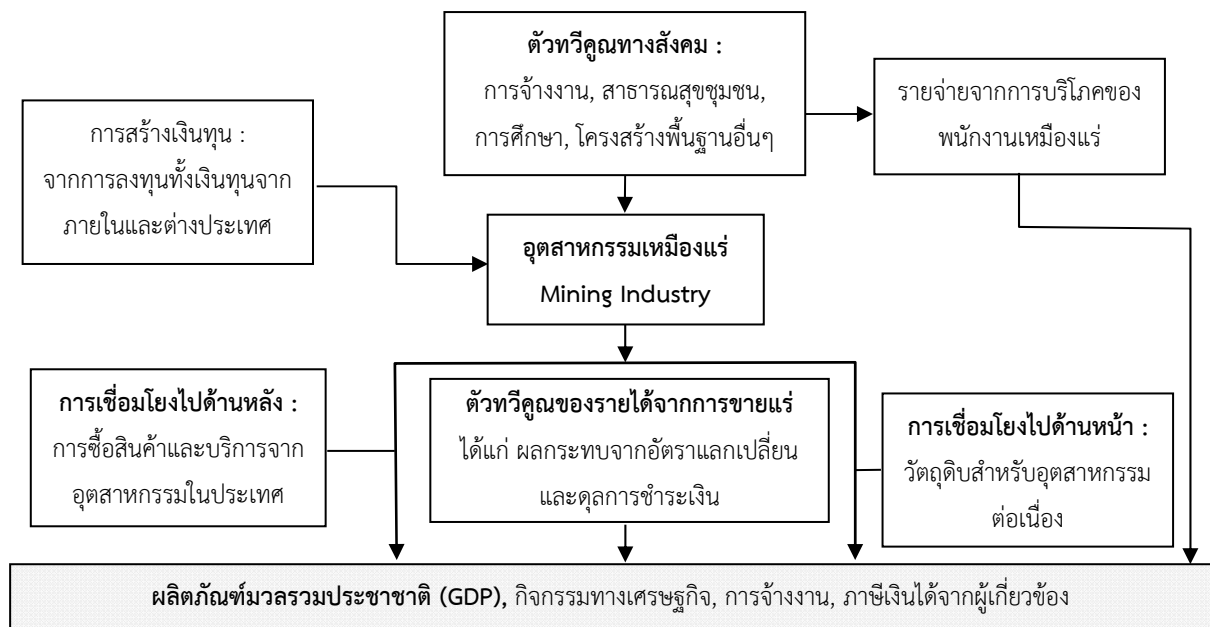 ตัวทวีคูณทางสังคม :
การจ้างงาน, สาธารณสุขชุมชน,
การศึกษา, โครงสร้างพื้นฐานอื่นๆ
รายจ่ายจากการบริโภคของ
พนักงานเหมืองแร่
การสร้างเงินทุน :
จากการลงทุนทั้งเงินทุนจาก
ภายในและต่างประเทศ
อุตสาหกรรมเหมืองแร่
Mining Industry
การเชื่อมโยงไปด้านหลัง :
การซื้อสินค้าและบริการจาก
อุตสาหกรรมในประเทศ
ตัวทวีคูณของรายได้จากการขายแร่
ได้แก่ ผลกระทบจากอัตราแลกเปลี่ยน
และดุลการชำระเงิน
การเชื่อมโยงไปด้านหน้า :
วัตถุดิบสำหรับอุตสาหกรรม
ต่อเนื่อง
ผลิตภัณฑ์มวลรวมประชาชาติ (GDP), กิจกรรมทางเศรษฐกิจ, การจ้างงาน, ภาษีเงินได้จากผู้เกี่ยวข้อง